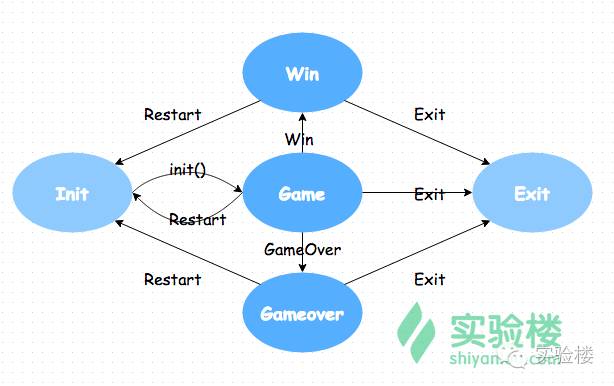 Win
Restart
Exit
Win
init()
Init
Game
Exit
Exit
Restart
GameOver
Restart
Exit
Gameover
实验楼
shiyan
实验楼